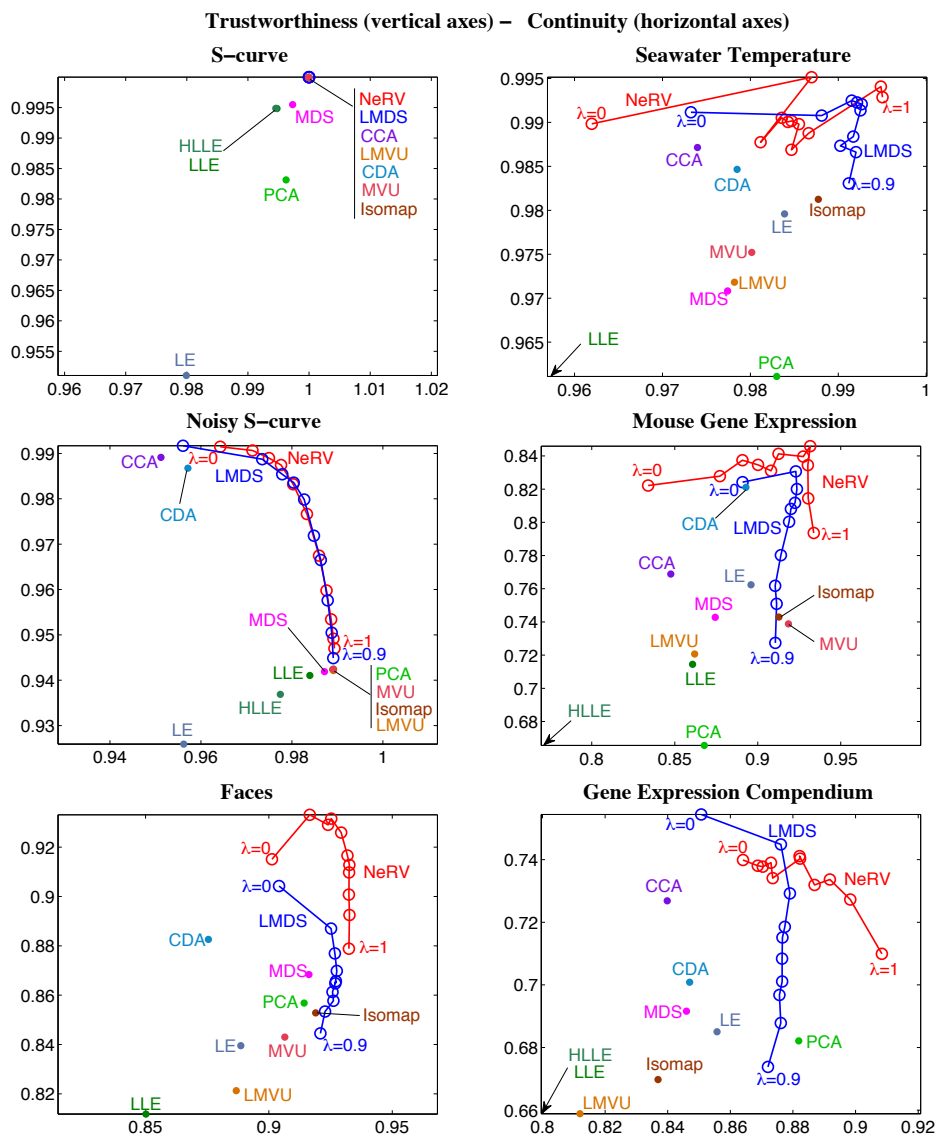 Trustworthiness (vertical axes) − Continuity (horizontal axes)
S−curve
0.995
0.99
0.985
0.98
0.975
0.97
0.965
0.96
0.955
0.951
0.96
0.97
0.98
0.99
1
1.01
1.02
NeRV
LMDS
CCA
LMVU
CDA
MVU
Isomap
MDS
HLLE
LLE
PCA
LE
Seawater Temperature
0.995
0.99
0.985
0.98
0.975
0.97
0.965
0.96
0.97
0.98
0.99
1
NeRV
λ=0
λ=0
λ=1
LMDS
λ=0.9
CCA
CDA
Isomap
LE
MVU
LMVU
MDS
LLE
PCA
Noisy S−curve
0.99
0.98
0.97
0.96
0.95
0.94
0.93
0.94
0.96
0.98
1
CCA
λ=0
NeRV
LMDS
CDA
MDS
λ=1
λ=0.9
LLE
PCA
MVU
Isomap
LMVU
HLLE
LE
Mouse Gene Expression
0.84
0.82
0.8
0.78
0.76
0.74
0.72
0.7
0.68
0.8
0.85
0.9
0.95
λ=0
λ=0
NeRV
CDA
LMDS
λ=1
CCA
LE
Isomap
MDS
MVU
LMVU
λ=0.9
LLE
HLLE
PCA
Faces
0.92
0.9
0.88
0.86
0.84
0.82
0.85
0.9
0.95
λ=0
NeRV
λ=0
LMDS
CDA
λ=1
MDS
PCA
Isomap
LE
MVU
λ=0.9
LMVU
LLE
Gene Expression Compendium
0.74
0.72
0.7
0.68
0.66
0.8
0.82
0.84
0.86
0.88
0.9
0.92
λ=0
LMDS
λ=0
NeRV
CCA
λ=1
CDA
MDS
LE
PCA
HLLE
LLE
Isomap
λ=0.9
LMVU